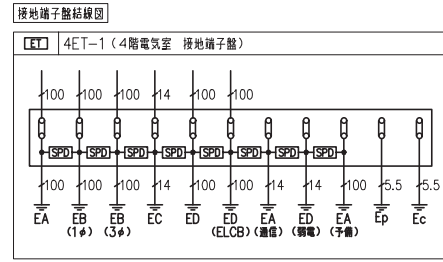 接地端子盤結線図
ET 4ET-1(4階電気室 接地端子盤)
100 100 100 14 100 100
SPD SPD SPD SPD SPD SPD SPD SPD
100 100 100 14 100 100 14 14 100 5.5 5.5
EA EB EB EC ED ED EA ED EA Ep Ec
(1φ) (3φ) (ELCB) (通信) (弱電) (予備)